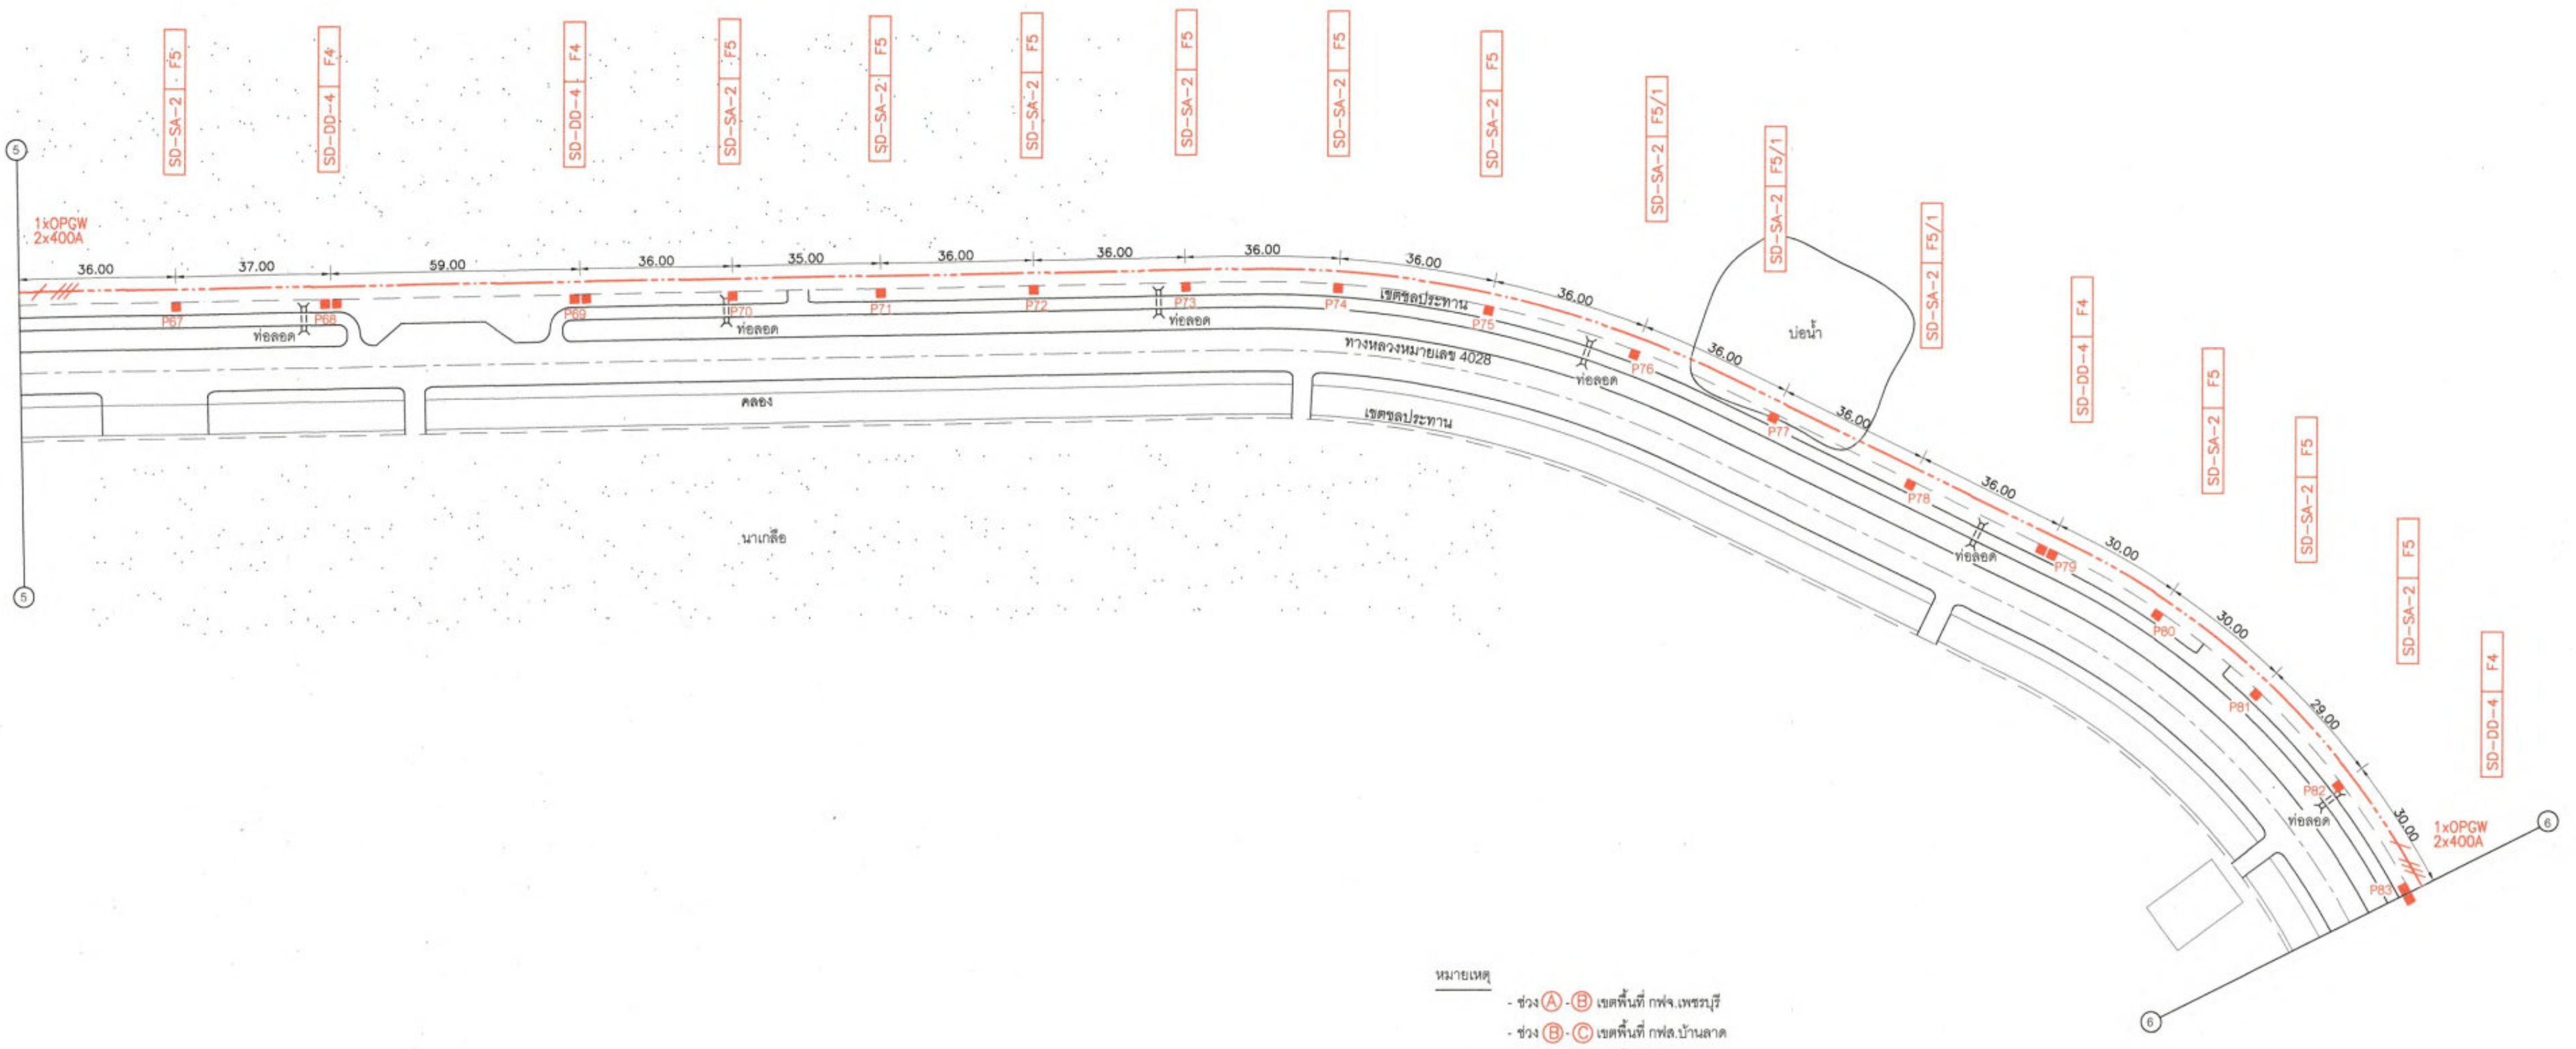 SD-SA-2 F5
SD-DD-4 F4
SD-DD-4 F4
SD-SA-2 F5
SD-SA-2 F5
SD-SA-2 F5
SD-SA-2 F5
SD-SA-2 F5
SD-SA-2 F5
SD-SA-2 F5/1
SD-SA-2 F5/1
SD-SA-2 F5/1
SD-DD-4 F4
SD-SA-2 F5
SD-SA-2 F5
SD-SA-2 F5
SD-DD-4 F4
5
1xOPGW
2x400A
36.00
37.00
59.00
36.00
35.00
36.00
36.00
36.00
36.00
36.00
36.00
36.00
36.00
30.00
30.00
29.00
30.00
P67
P68
P69
P70
P71
P72
P73
P74
P75
P76
P77
P78
P79
P80
P81
P82
P83
ท่อลอด
ท่อลอด
ท่อลอด
ท่อลอด
ท่อลอด
ท่อลอด
เขตชลประทาน
ทางหลวงหมายเลข 4028
บ่อน้ำ
คลอง
เขตชลประทาน
นาเกลือ
5
1xOPGW
2x400A
6
6
หมายเหตุ
- ช่วง A - B เขตพื้นที่ กฟจ.เพชรบุรี
- ช่วง B - C เขตพื้นที่ กฟส.บ้านลาด